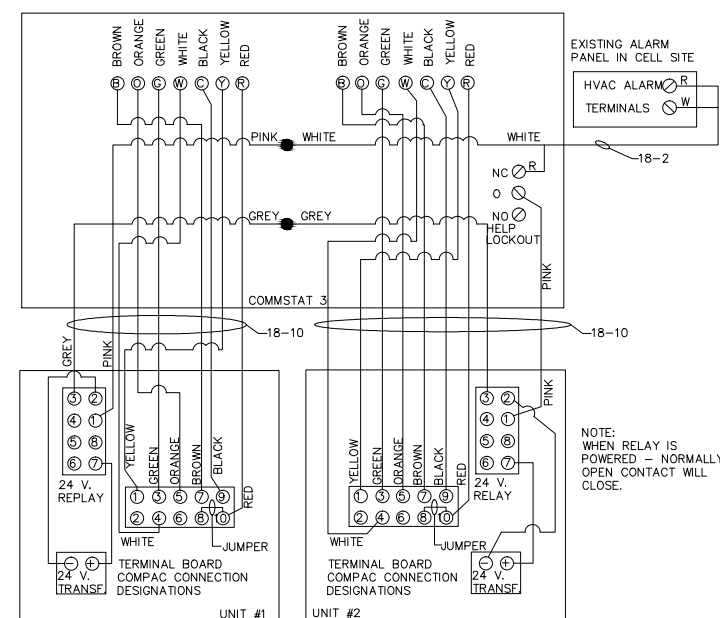 BROWN ORANGE GREEN WHITE BLACK YELLOW RED
BROWN ORANGE GREEN WHITE BLACK YELLOW RED
B O G W C Y R
B O G W C Y R
EXISTING ALARM
PANEL IN CELL SITE
HVAC ALARM R
TERMINALS W
PINK WHITE WHITE
18-2
NC R
O
NO
HELP
LOCKOUT
GREY GREY
PINK
COMMSTAT 3
18-10
18-10
GREY
PINK
3 2
4 1
5 8
6 7
24 V.
REPLAY
YELLOW GREEN ORANGE BROWN BLACK
RED
1 3 5 7 9
2 4 6 8 10
WHITE
JUMPER
- +
24 V.
TRANSF.
TERMINAL BOARD
COMPAC CONNECTION
DESIGNATIONS
UNIT #1
YELLOW GREEN ORANGE BROWN BLACK RED
1 3 5 7 9
2 4 6 8 10
WHITE
JUMPER
3 2
4 1
5 8
6 7
24 V.
RELAY
PINK
- +
24 V.
TRANSF.
TERMINAL BOARD
COMPAC CONNECTION
DESIGNATIONS
UNIT #2
NOTE:
WHEN RELAY IS
POWERED – NORMALLY
OPEN CONTACT WILL
CLOSE.